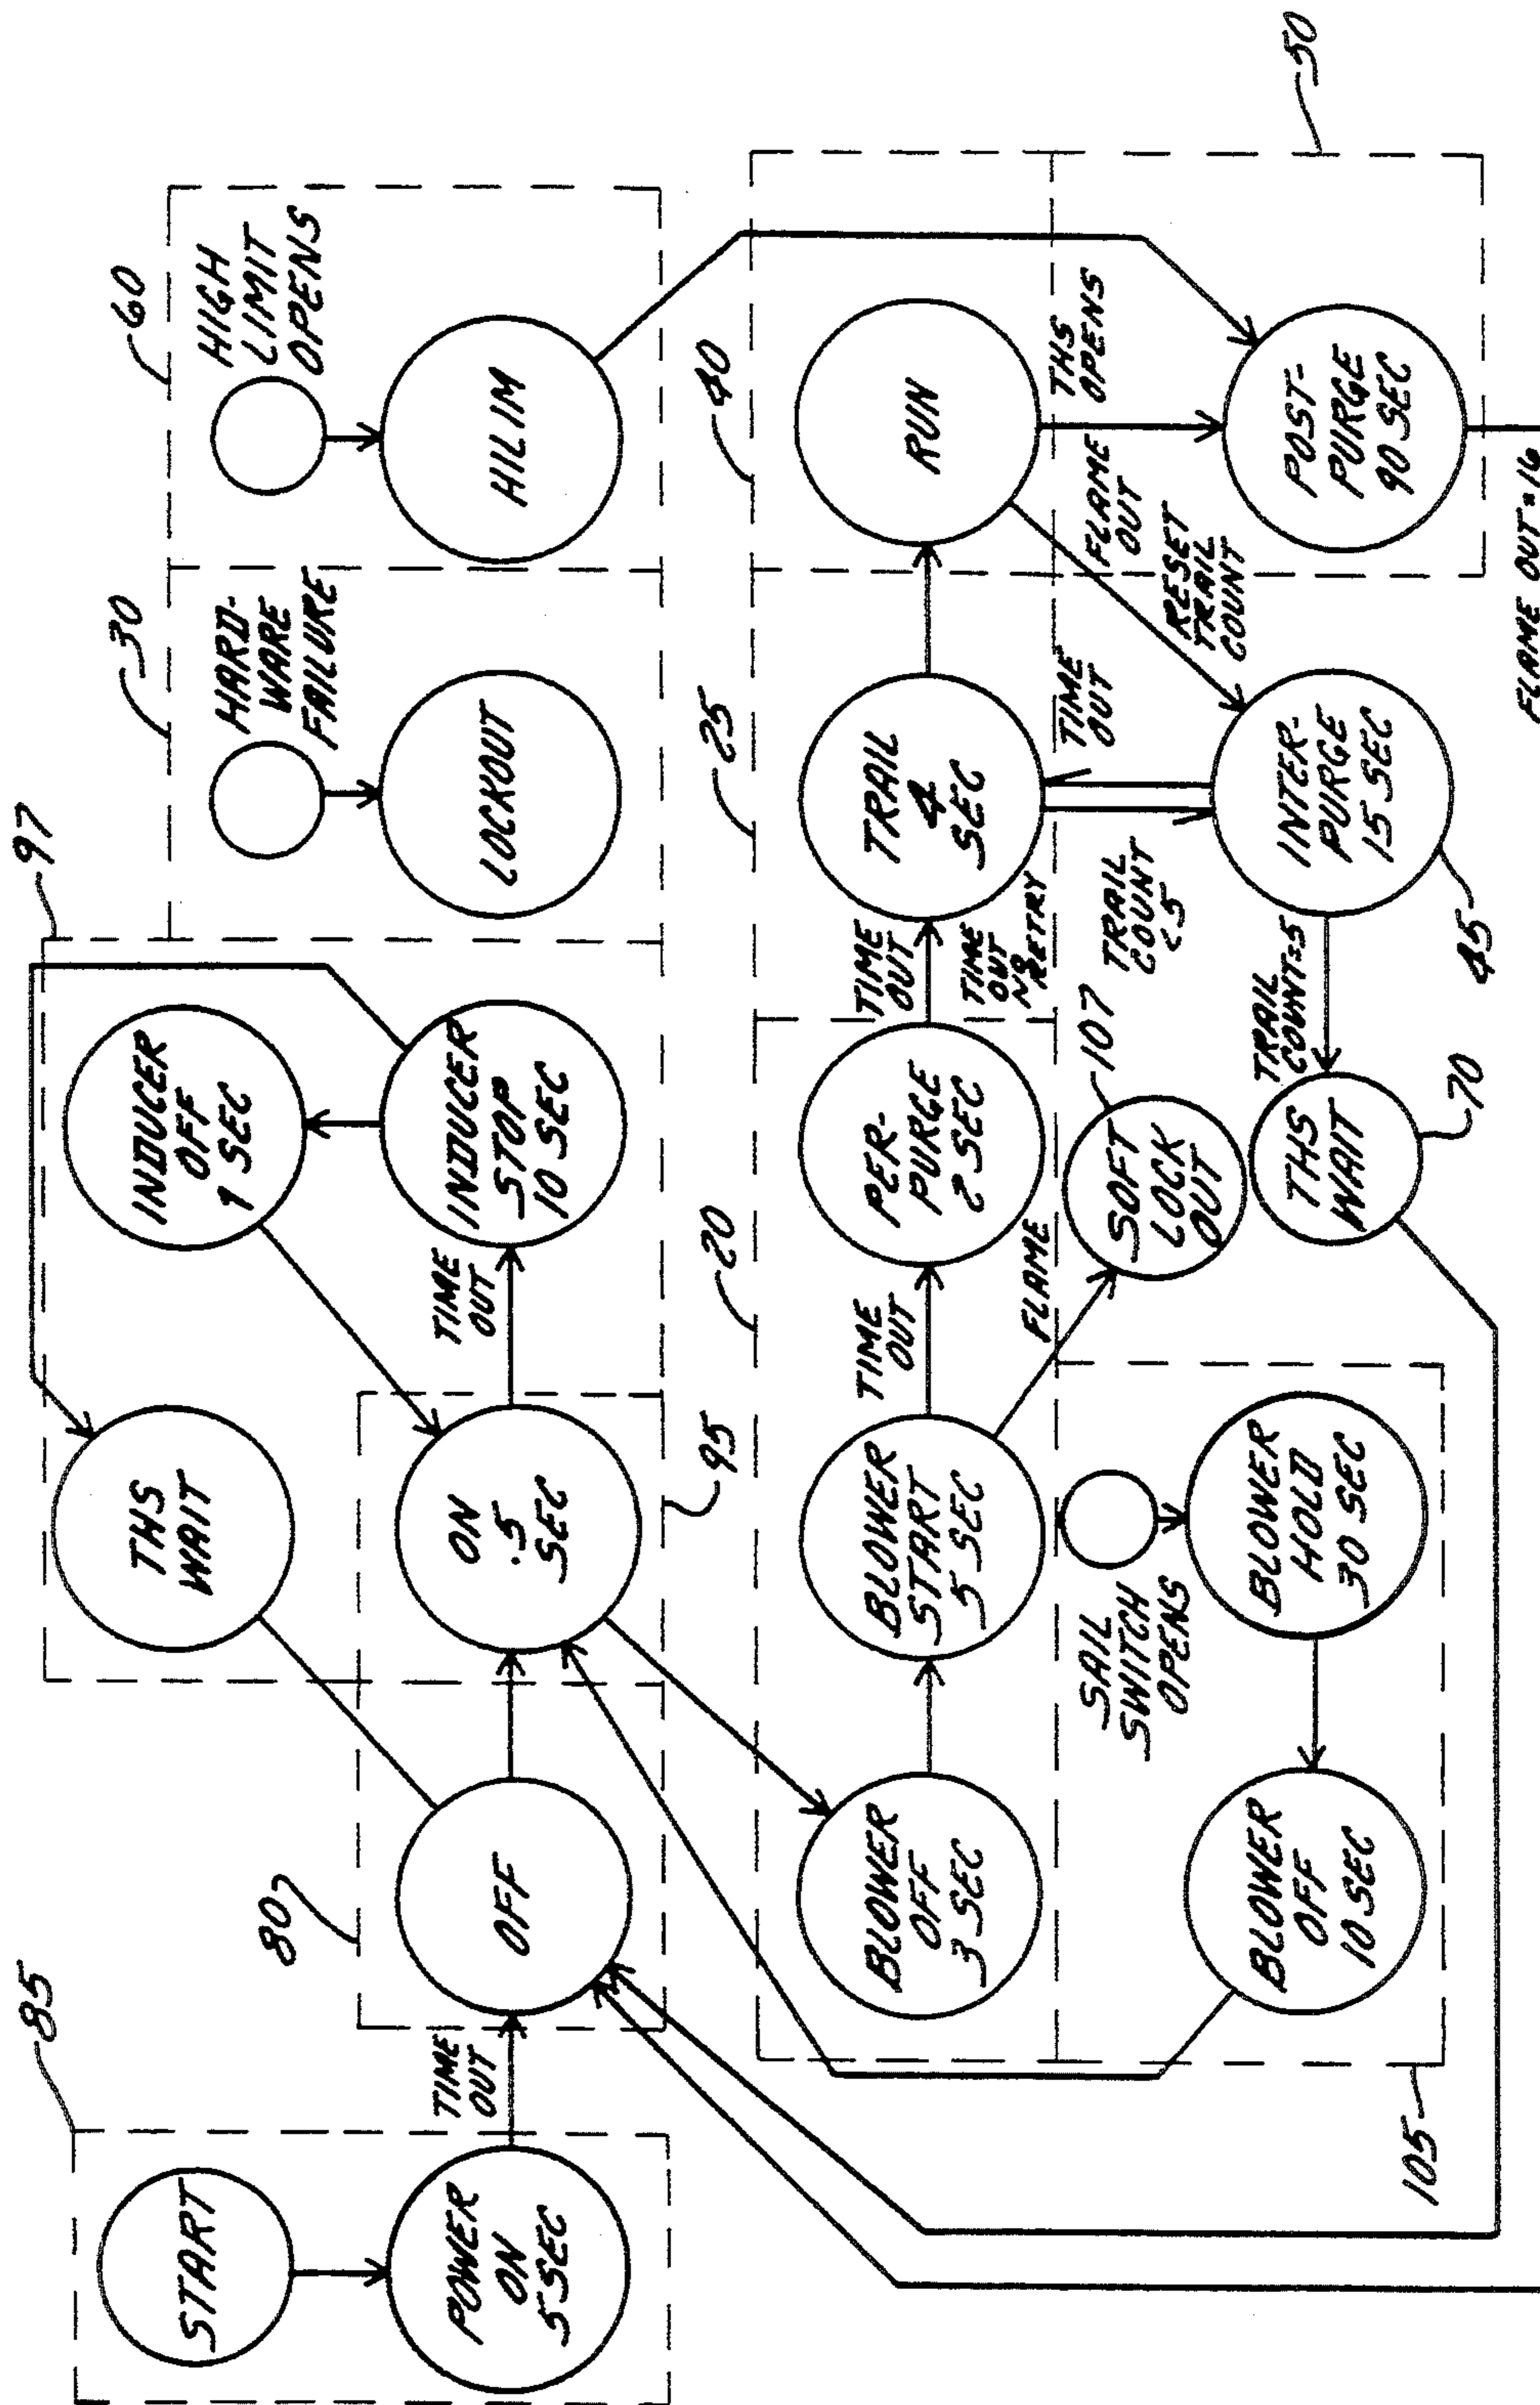 85
START
POWER
ON
5 SEC
TIME
OUT
80
OFF
THS
WAIT
ON
.5
SEC
95
TIME
OUT
INDUCER
OFF
1 SEC
INDUCER
STOP
10 SEC
97
30
HARD-
WARE
FAILURE
LOCKOUT
60
HIGH
LIMIT
OPENS
HILIM
20
BLOWER
OFF
3 SEC
BLOWER
START
5 SEC
TIME
OUT
FLAME
PER-
PURGE
2 SEC
TIME
OUT
TIME
OUT
NO
RETRY
25
TRAIL
4
SEC
40
RUN
FLAME
OUT
THS
OPENS
50
105
BLOWER
OFF
10 SEC
SAIL
SWITCH
OPENS
BLOWER
HOLD
30 SEC
107
SOFT
LOCK
OUT
THS
WAIT
70
TRAIL
COUNT
<5
TRAIL
COUNT=5
TIME
OUT
INTER-
PURGE
15 SEC
45
RESET
TRAIL
COUNT
POST-
PURGE
90 SEC
FLAME OUT=16